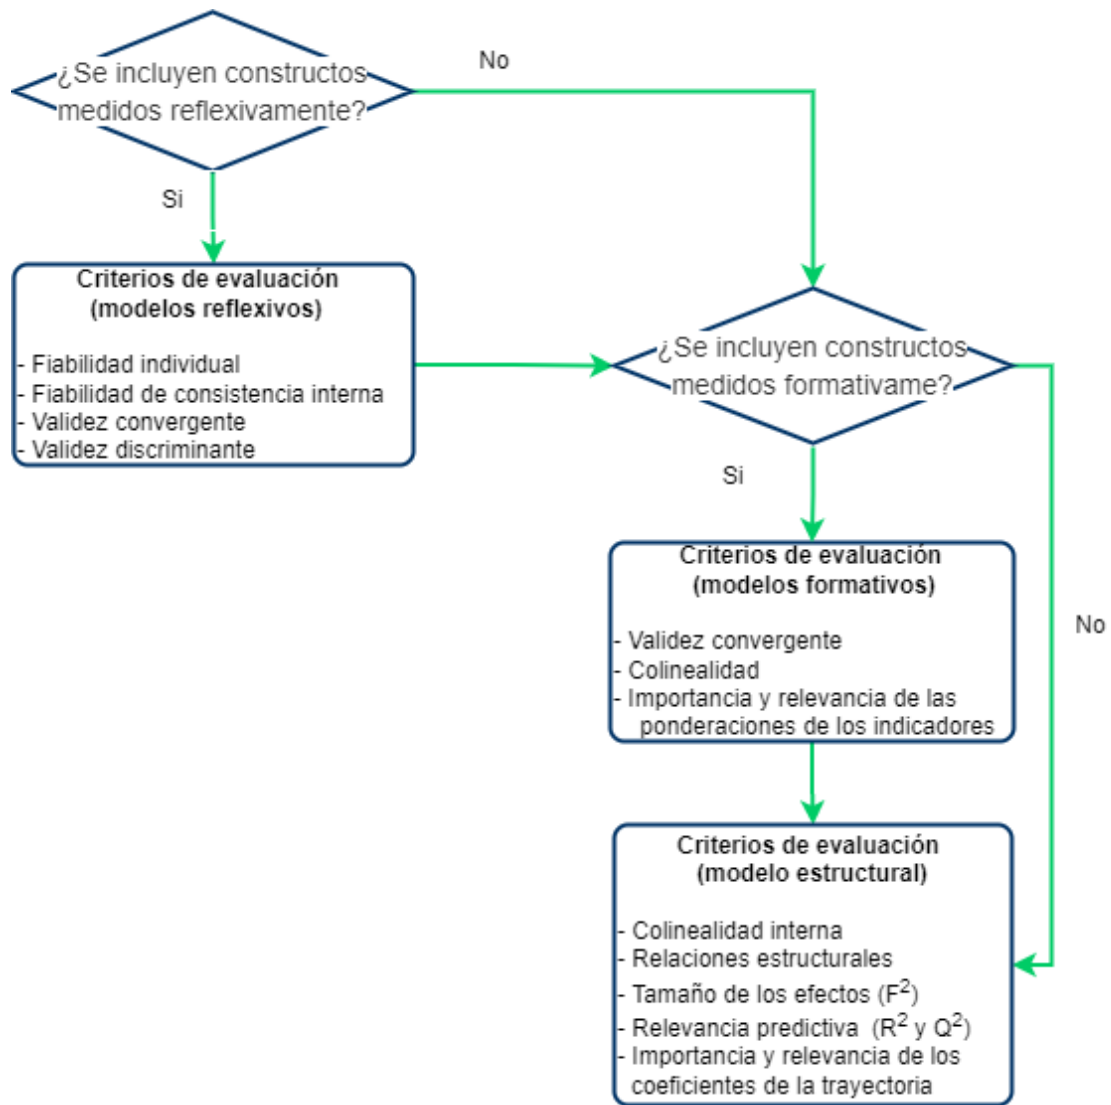 ¿Se incluyen constructos
medidos reflexivamente?
No
Si
Criterios de evaluación
(modelos reflexivos)
- Fiabilidad individual
- Fiabilidad de consistencia interna
- Validez convergente
- Validez discriminante
¿Se incluyen constructos
medidos formativame?
Si
No
Criterios de evaluación
(modelos formativos)
- Validez convergente
- Colinealidad
- Importancia y relevancia de las
ponderaciones de los indicadores
Criterios de evaluación
(modelo estructural)
- Colinealidad interna
- Relaciones estructurales
- Tamaño de los efectos (F²)
- Relevancia predictiva (R² y Q²)
- Importancia y relevancia de los
coeficientes de la trayectoria